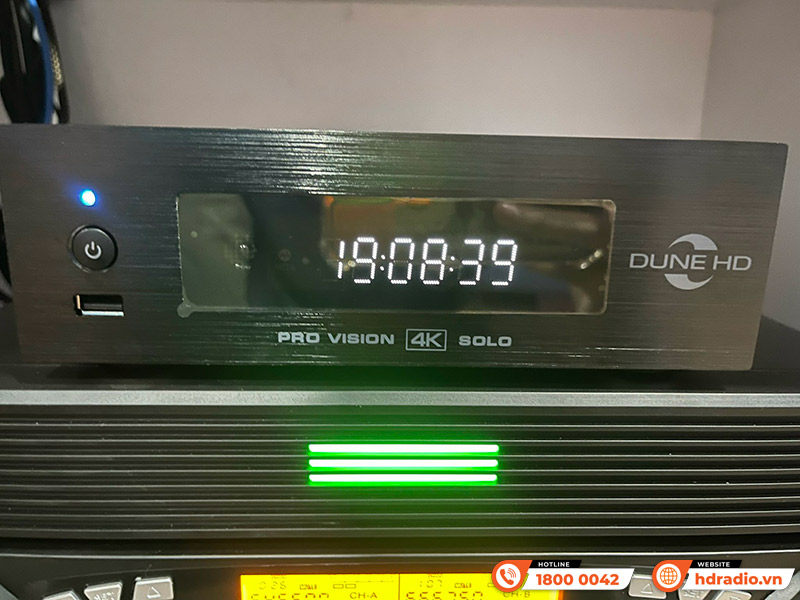 19:08:39
DUNE HD
PRO VISION 4K SOLO
CH-A
CH-B
HOTLINE
1800 0042
WEBSITE
hdradio.vn